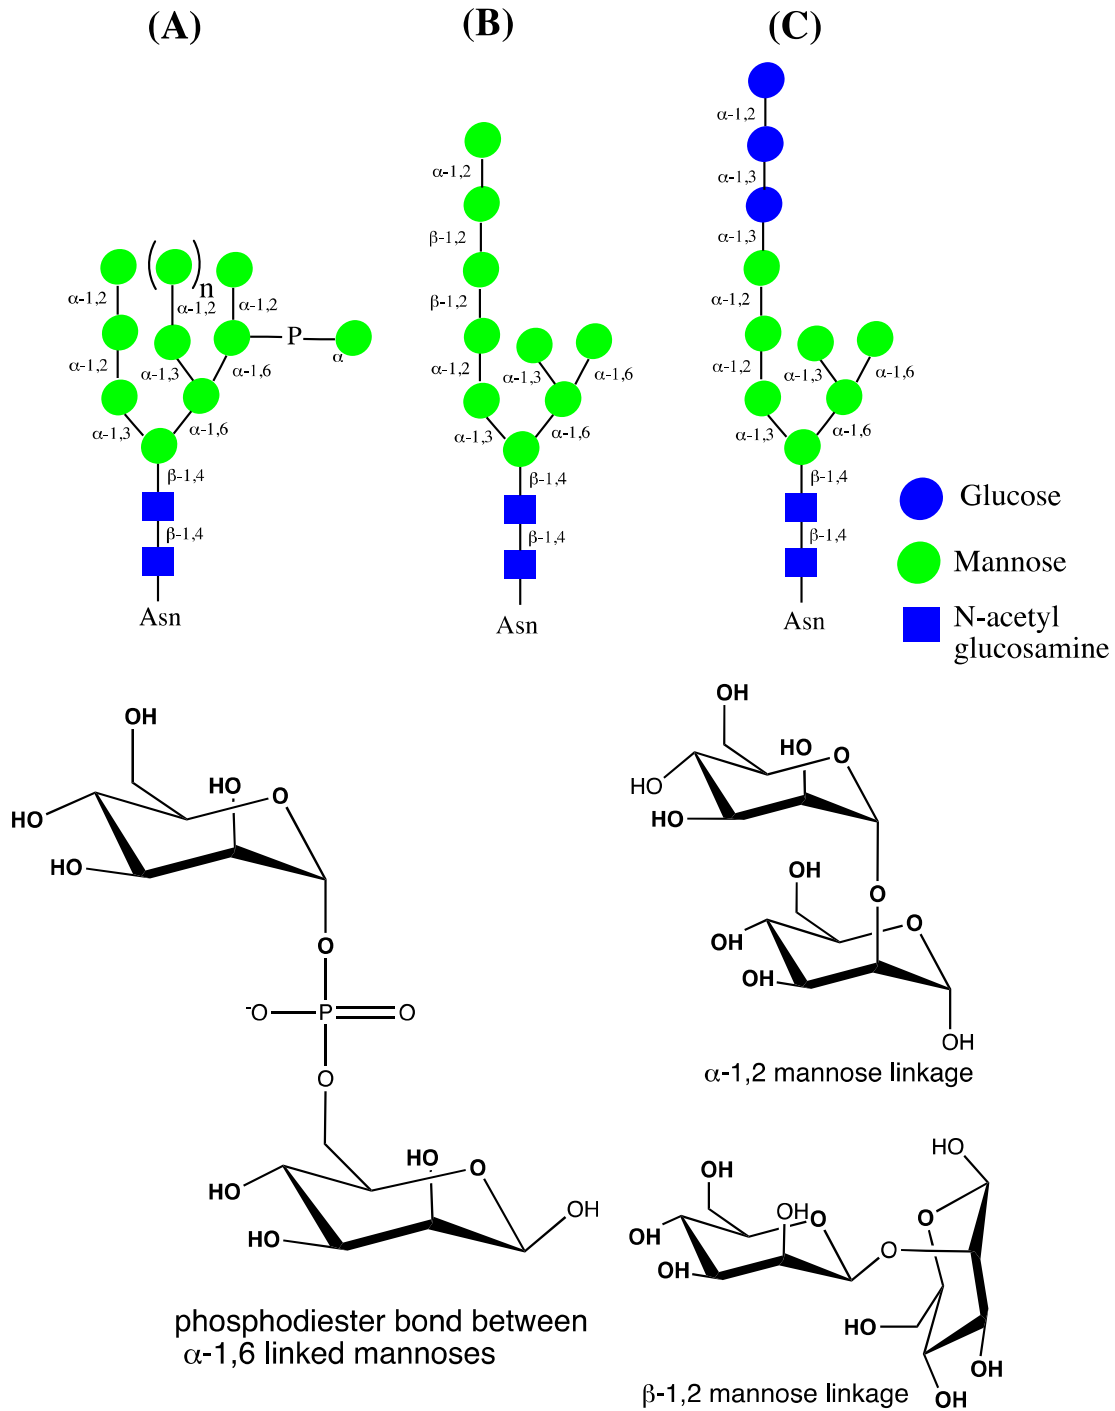 (A)
(B)
(C)
α-1,2
α-1,2
α-1,2
α-1,3
α-1,3
β-1,2
β-1,2
α-1,2
( )n
α-1,2
α-1,2
α-1,2
P
α
α-1,2
α-1,3
α-1,6
α-1,2
α-1,3
α-1,6
α-1,2
α-1,3
α-1,6
α-1,3
α-1,6
α-1,3
α-1,6
α-1,3
α-1,6
β-1,4
β-1,4
β-1,4
β-1,4
β-1,4
β-1,4
Asn
Asn
Asn
Glucose
Mannose
N-acetyl
glucosamine
OH
HO
O
HO
HO
O
⁻O
P
O
O
HO
O
HO
HO
OH
phosphodiester bond between
α-1,6 linked mannoses
OH
HO
O
HO
HO
O
OH
O
OH
OH
OH
α-1,2 mannose linkage
HO
OH
OH
O
O
O
OH
OH
HO
OH
OH
β-1,2 mannose linkage